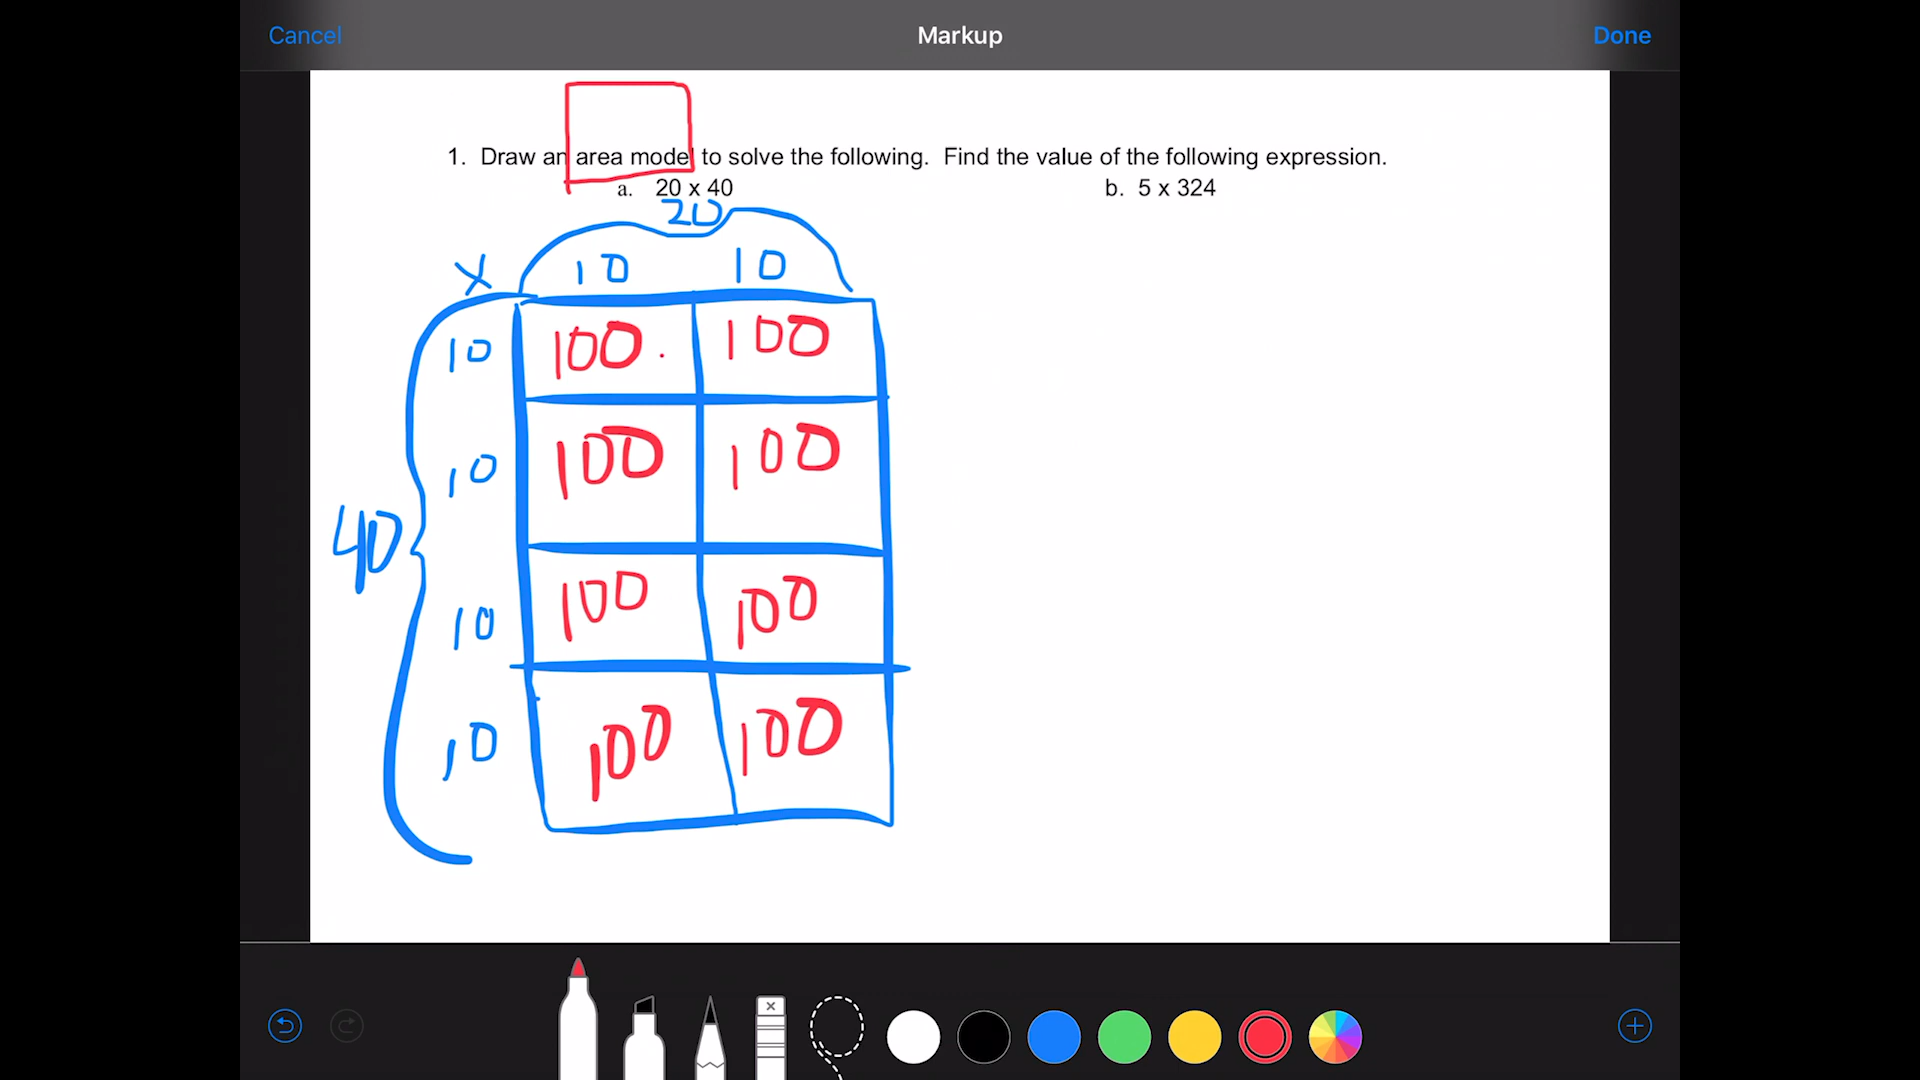 Cancel Markup Done
1. Draw an area model to solve the following. Find the value of the following expression.
a. 20 x 40 b. 5 x 324
20
X 10 10
10 100 100
10 100 100
40
10 100 100
10 100 100